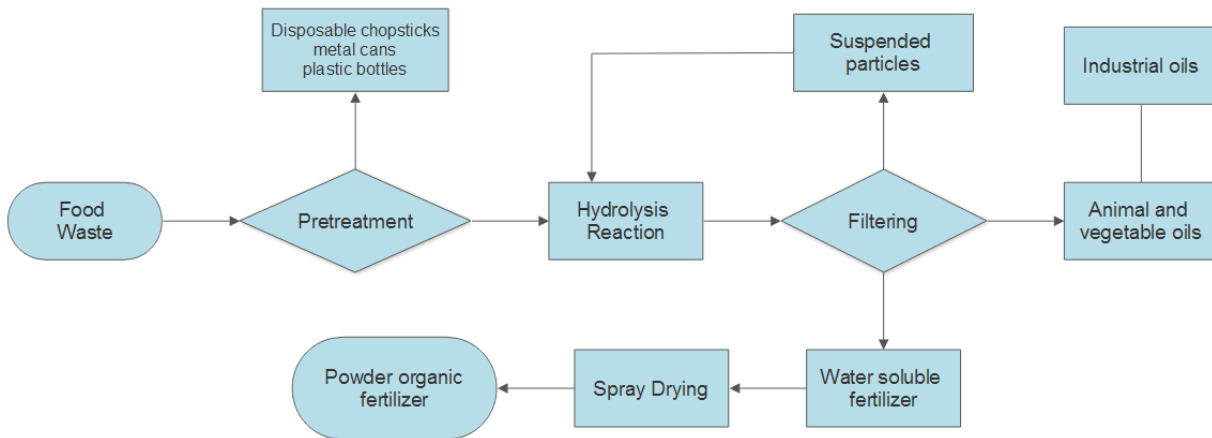 Disposable chopsticks
metal cans
plastic bottles
Suspended
particles
Industrial oils
Food
Waste
Pretreatment
Hydrolysis
Reaction
Filtering
Animal and
vegetable oils
Powder organic
fertilizer
Spray Drying
Water soluble
fertilizer